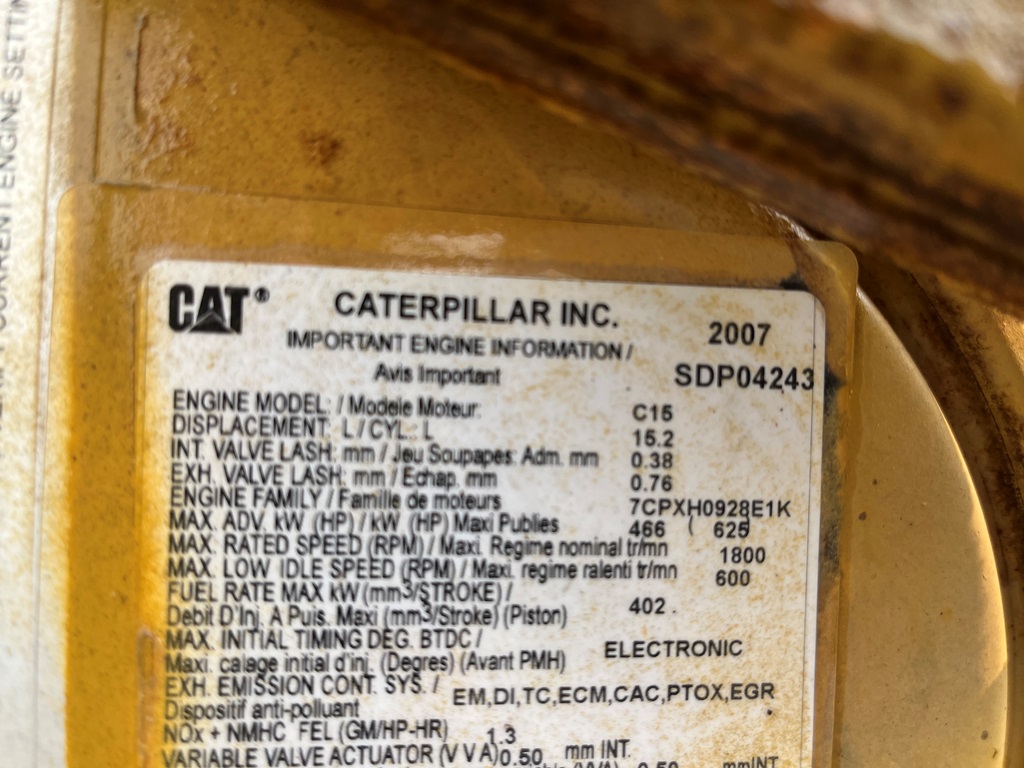 CURRENT ENGINE SETTIN
CAT®
CATERPILLAR INC.
2007
IMPORTANT ENGINE INFORMATION /
Avis Important
SDP04243
ENGINE MODEL: / Modele Moteur: C15
DISPLACEMENT: L / CYL.: L 15.2
INT. VALVE LASH: mm / Jeu Soupapes: Adm. mm 0.38
EXH. VALVE LASH: mm / Echap. mm 0.76
ENGINE FAMILY / Famille de moteurs 7CPXH0928E1K
MAX. ADV. kW (HP) / kW (HP) Maxi Publies 466 ( 625
MAX. RATED SPEED (RPM) / Maxi. Regime nominal tr/mn 1800
MAX. LOW IDLE SPEED (RPM) / Maxi. regime ralenti tr/mn 600
FUEL RATE MAX kW (mm3/STROKE) /
Debit D'Inj. A Puis. Maxi (mm3/Stroke) (Piston) 402 .
MAX. INITIAL TIMING DEG. BTDC / ELECTRONIC
Maxi. calage initial d'inj. (Degres) (Avant PMH)
EXH. EMISSION CONT. SYS. / EM,DI,TC,ECM,CAC,PTOX,EGR
Dispositif anti-polluant
NOx + NMHC FEL (GM/HP-HR) 1.3
VARIABLE VALVE ACTUATOR (V V A) 0.50 mm INT.
0.50 mmINT